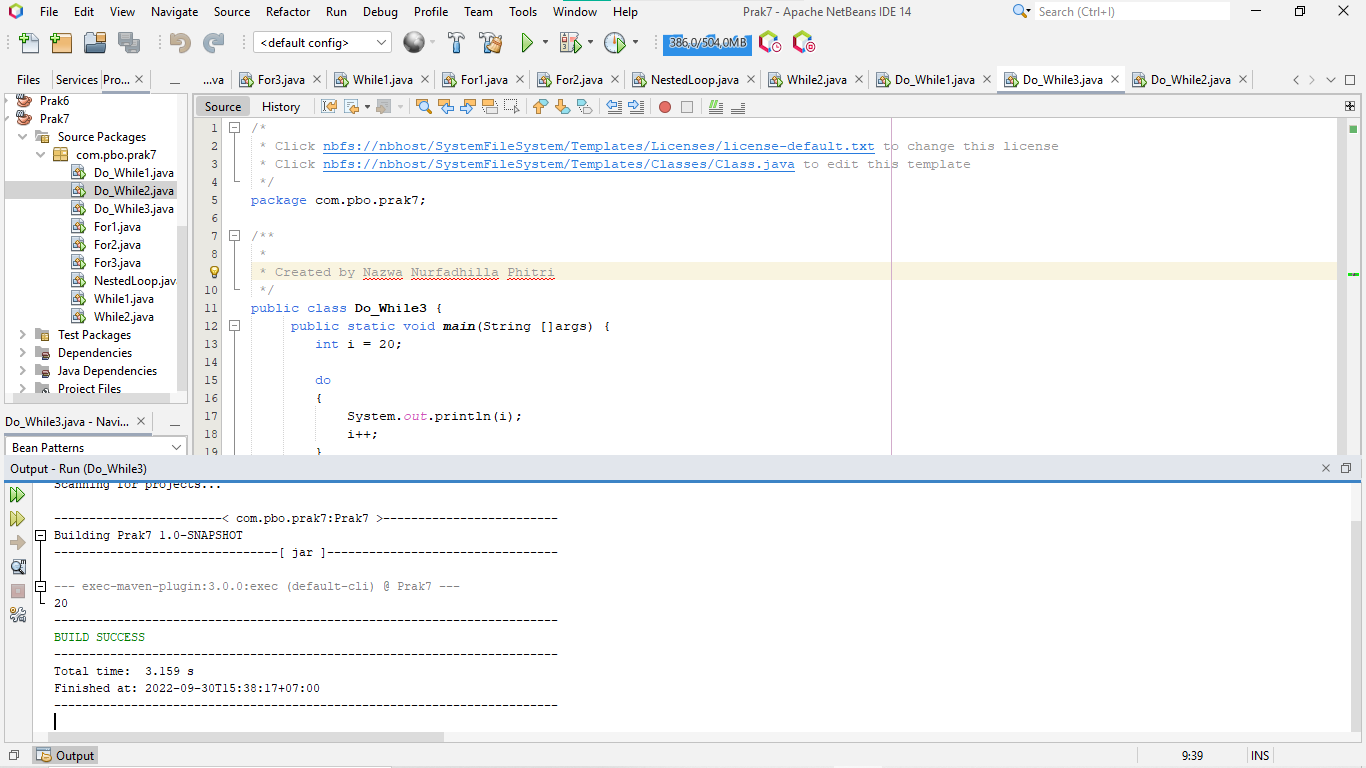 File Edit View Navigate Source Refactor Run Debug Profile Team Tools Window Help Prak7 - Apache NetBeans IDE 14 Search (Ctrl+I)
<default config> 386,0/504,0MB
Files Services Pro... ...va For3.java While1.java For1.java For2.java NestedLoop.java While2.java Do_While1.java Do_While3.java Do_While2.java
Prak6
Prak7
Source Packages
com.pbo.prak7
Do_While1.java
Do_While2.java
Do_While3.java
For1.java
For2.java
For3.java
NestedLoop.java
While1.java
While2.java
Test Packages
Dependencies
Java Dependencies
Project Files
Do_While3.java - Navi...
Bean Patterns
Source History
1 /*
2 * Click nbfs://nbhost/SystemFileSystem/Templates/Licenses/license-default.txt to change this license
3 * Click nbfs://nbhost/SystemFileSystem/Templates/Classes/Class.java to edit this template
4 */
5 package com.pbo.prak7;
6
7 /**
8 *
* Created by Nazwa Nurfadhilla Phitri
10 */
11 public class Do_While3 {
12 public static void main(String []args) {
13 int i = 20;
14
15 do
16 {
17 System.out.println(i);
18 i++;
19 }
Output - Run (Do_While3)
Scanning for projects...
------------------------< com.pbo.prak7:Prak7 >-------------------------
Building Prak7 1.0-SNAPSHOT
--------------------------------[ jar ]---------------------------------
--- exec-maven-plugin:3.0.0:exec (default-cli) @ Prak7 ---
20
------------------------------------------------------------------------
BUILD SUCCESS
------------------------------------------------------------------------
Total time: 3.159 s
Finished at: 2022-09-30T15:38:17+07:00
------------------------------------------------------------------------
Output 9:39 INS